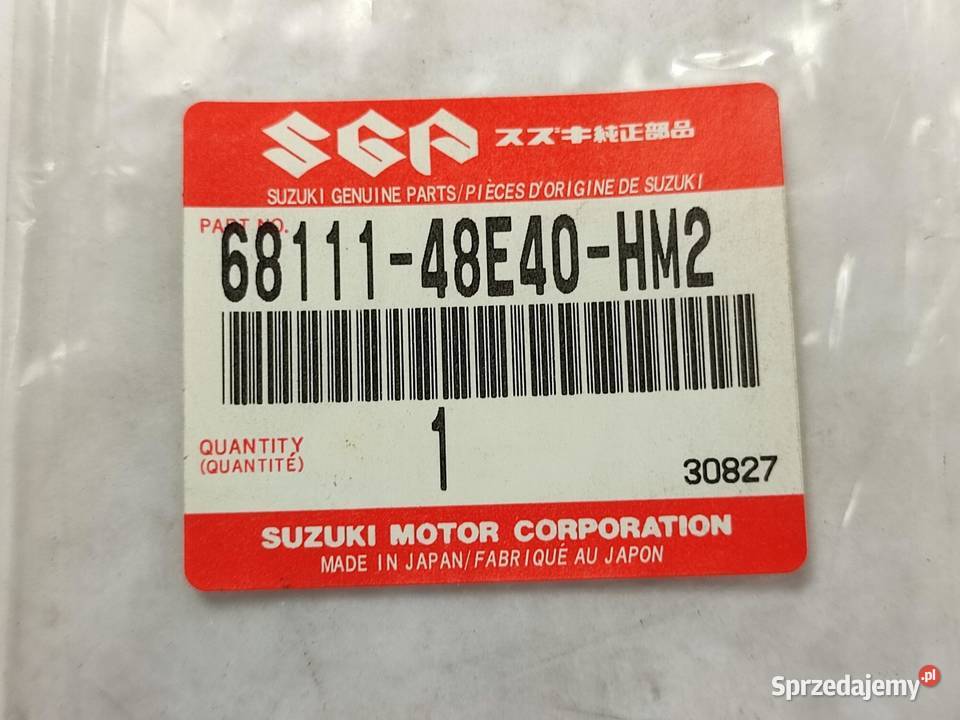 SGP スズキ純正部品
SUZUKI GENUINE PARTS/PIÈCES D'ORIGINE DE SUZUKI
PART NO.
68111-48E40-HM2
QUANTITY 1
(QUANTITÉ) 30827
SUZUKI MOTOR CORPORATION
MADE IN JAPAN/FABRIQUÉ AU JAPON
Sprzedajemy.pl